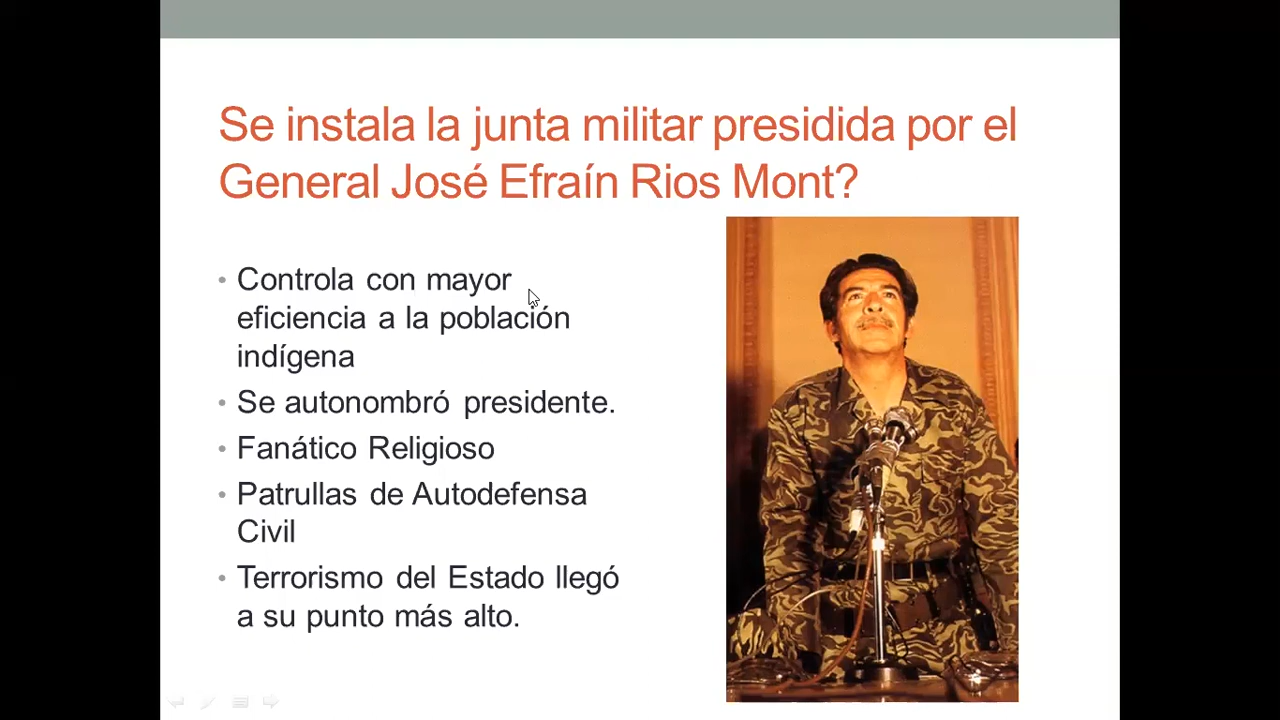 Se instala la junta militar presidida por el
General José Efraín Rios Mont?
• Controla con mayor
eficiencia a la población
indígena
• Se autonombró presidente.
• Fanático Religioso
• Patrullas de Autodefensa
Civil
• Terrorismo del Estado llegó
a su punto más alto.